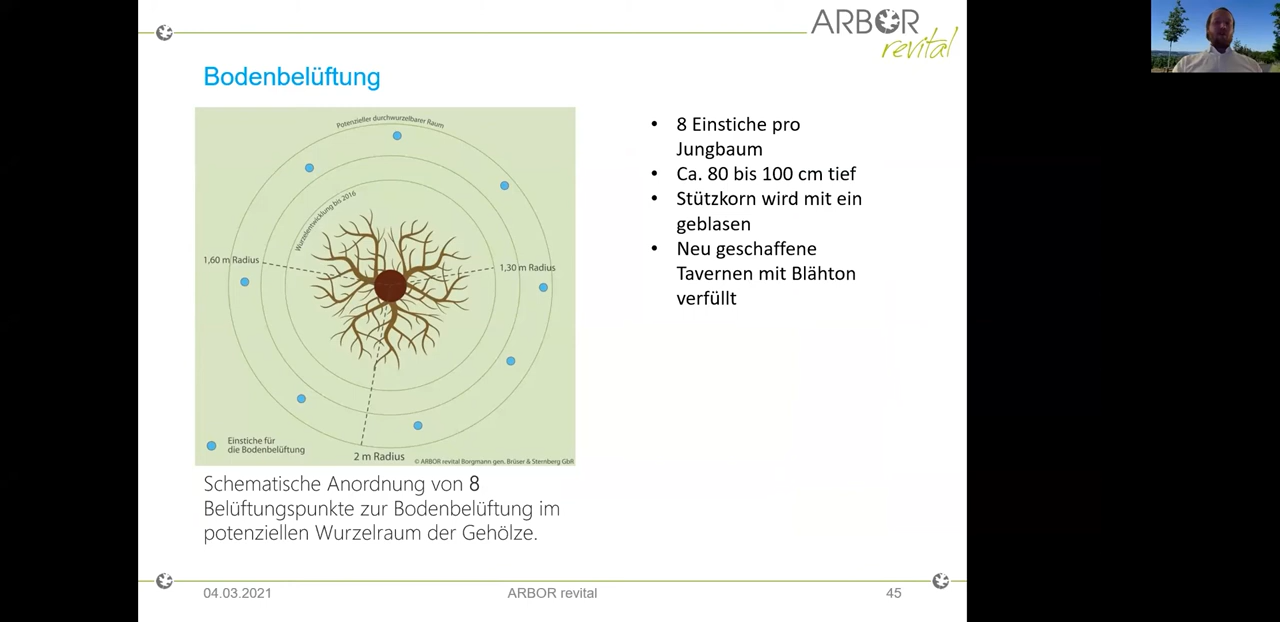 ARBOR
revital
Bodenbelüftung
Potenzieller durchwurzelbarer Raum
Wurzelentwicklung bis 2016
1,60 m Radius
1,30 m Radius
Einstiche für
die Bodenbelüftung
2 m Radius
© ARBOR revital Borgmann gen. Brüser & Sternberg GbR
Schematische Anordnung von 8
Belüftungspunkte zur Bodenbelüftung im
potenziellen Wurzelraum der Gehölze.
• 8 Einstiche pro
Jungbaum
• Ca. 80 bis 100 cm tief
• Stützkorn wird mit ein
geblasen
• Neu geschaffene
Tavernen mit Blähton
verfüllt
04.03.2021
ARBOR revital
45